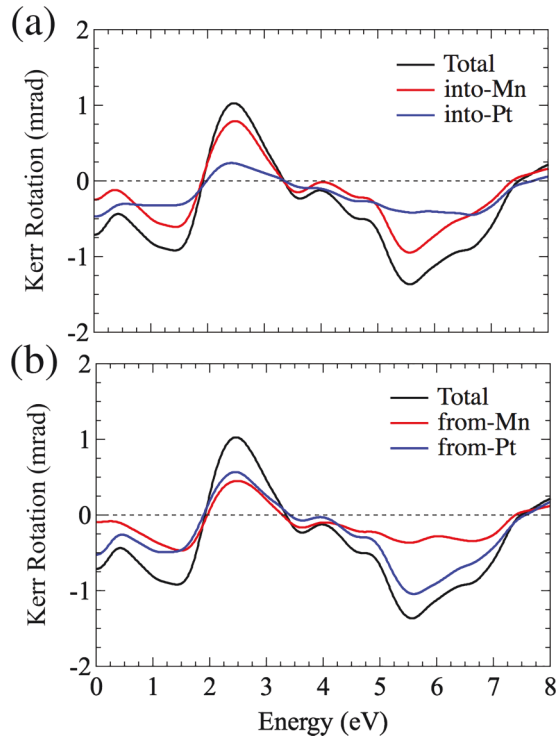 (a)
2
1
0
-1
-2
Kerr Rotation (mrad)
Total
into-Mn
into-Pt
(b)
2
1
0
-1
-2
Kerr Rotation (mrad)
Total
from-Mn
from-Pt
0 1 2 3 4 5 6 7 8
Energy (eV)